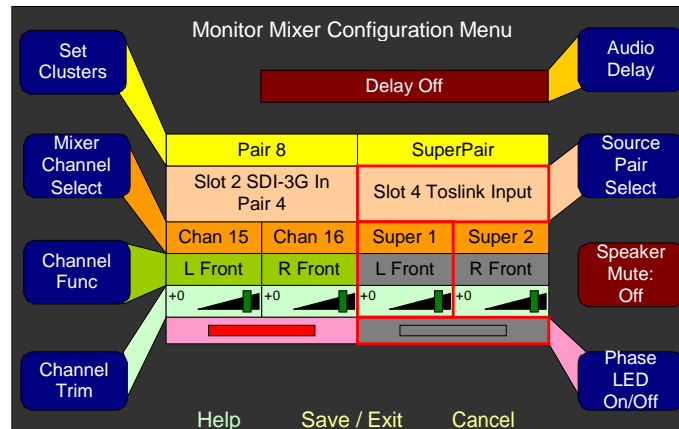 Monitor Mixer Configuration Menu
Set
Clusters
Audio
Delay
Delay Off
Mixer
Channel
Select
Pair 8
SuperPair
Source
Pair
Select
Slot 2 SDI-3G In
Pair 4
Slot 4 Toslink Input
Chan 15
Chan 16
Super 1
Super 2
Channel
Func
L Front
R Front
L Front
R Front
Speaker
Mute:
Off
+0
+0
+0
+0
Channel
Trim
Phase
LED
On/Off
Help
Save / Exit
Cancel